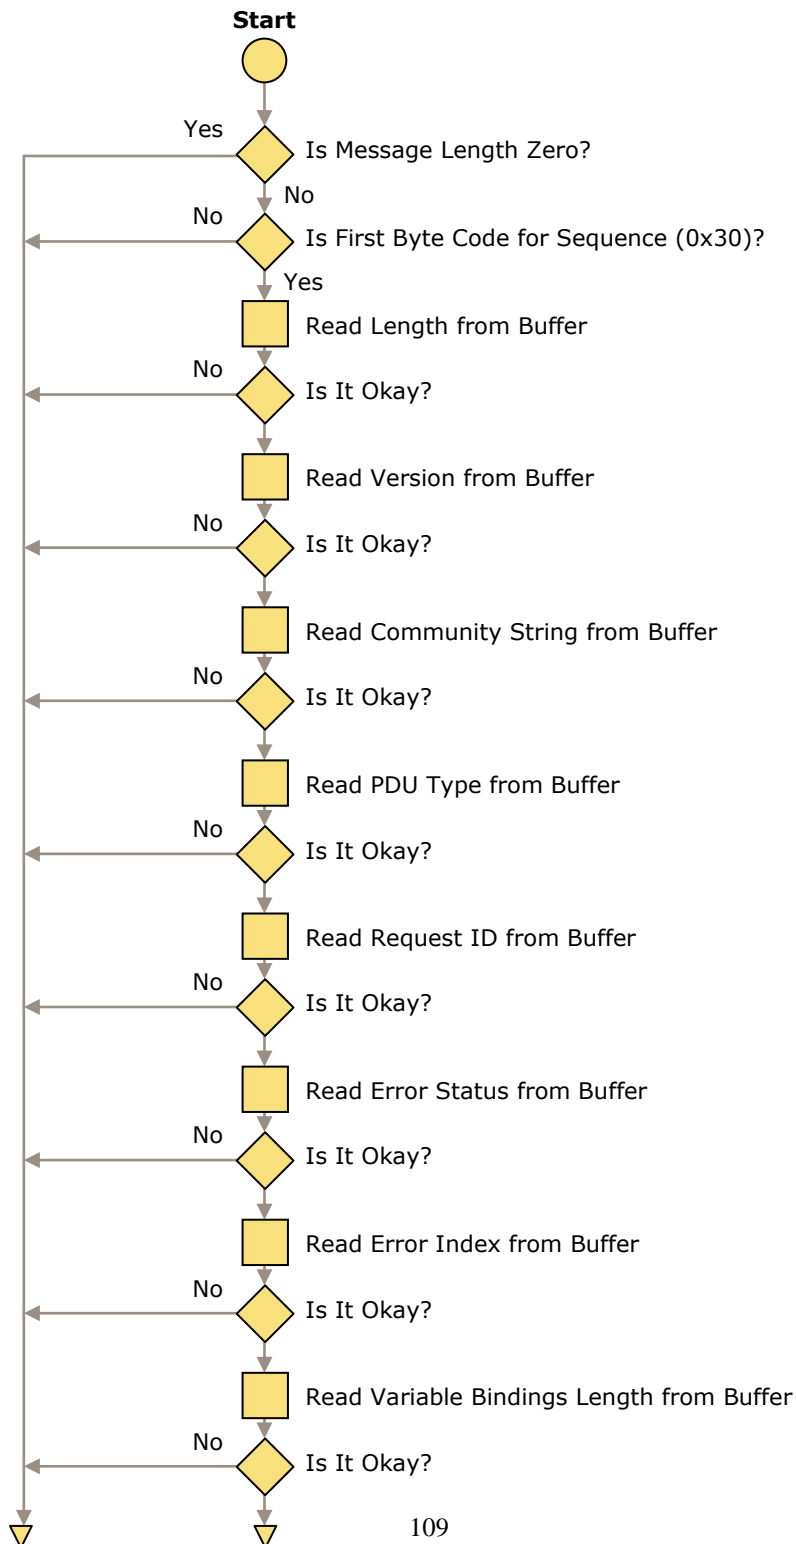 Start
Yes
Is Message Length Zero?
No
No
Is First Byte Code for Sequence (0x30)?
Yes
Read Length from Buffer
No
Is It Okay?
Read Version from Buffer
No
Is It Okay?
Read Community String from Buffer
No
Is It Okay?
Read PDU Type from Buffer
No
Is It Okay?
Read Request ID from Buffer
No
Is It Okay?
Read Error Status from Buffer
No
Is It Okay?
Read Error Index from Buffer
No
Is It Okay?
Read Variable Bindings Length from Buffer
No
Is It Okay?
109